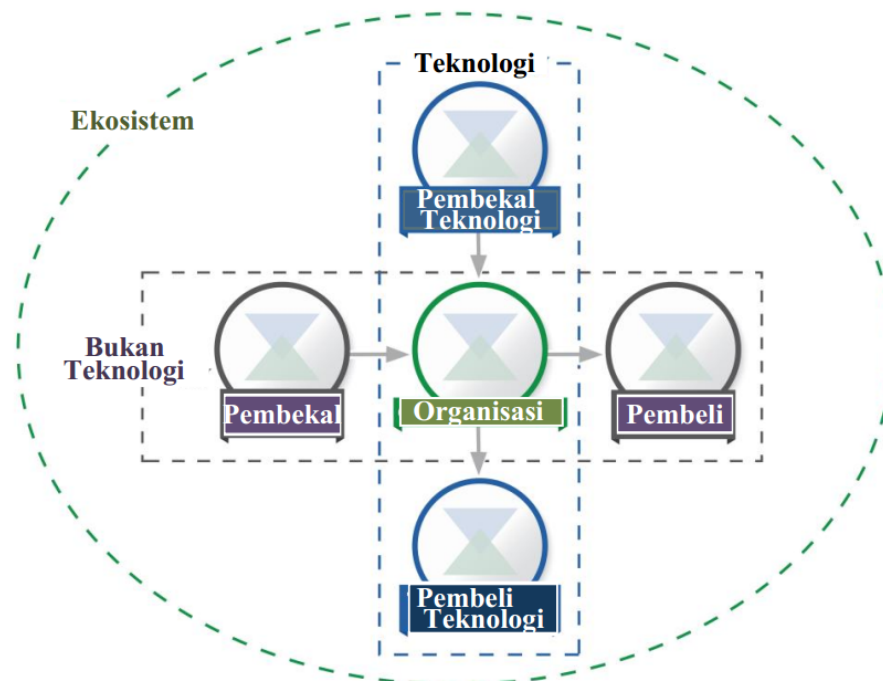 Teknologi
Ekosistem
Pembekal
Teknologi
Bukan
Teknologi
Pembekal
Organisasi
Pembeli
Pembeli
Teknologi